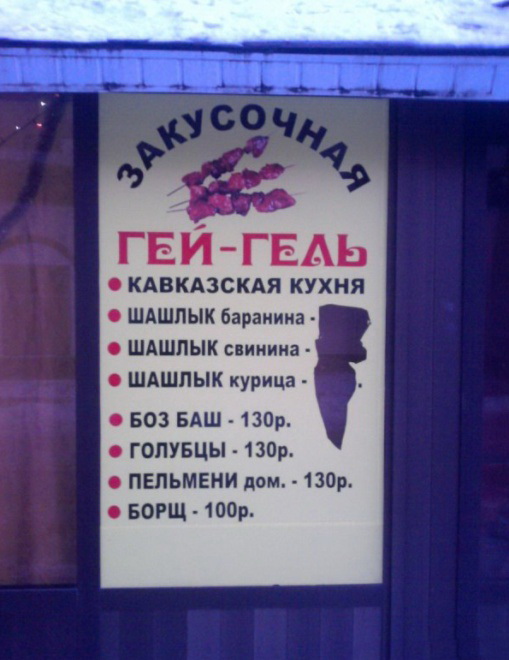 ЗАКУСОЧНАЯ
ГЕЙ-ГЕЛЬ
• КАВКАЗСКАЯ КУХНЯ
• ШАШЛЫК баранина -
• ШАШЛЫК свинина -
• ШАШЛЫК курица - .
• БОЗ БАШ - 130р.
• ГОЛУБЦЫ - 130р.
• ПЕЛЬМЕНИ дом. - 130р.
• БОРЩ - 100р.